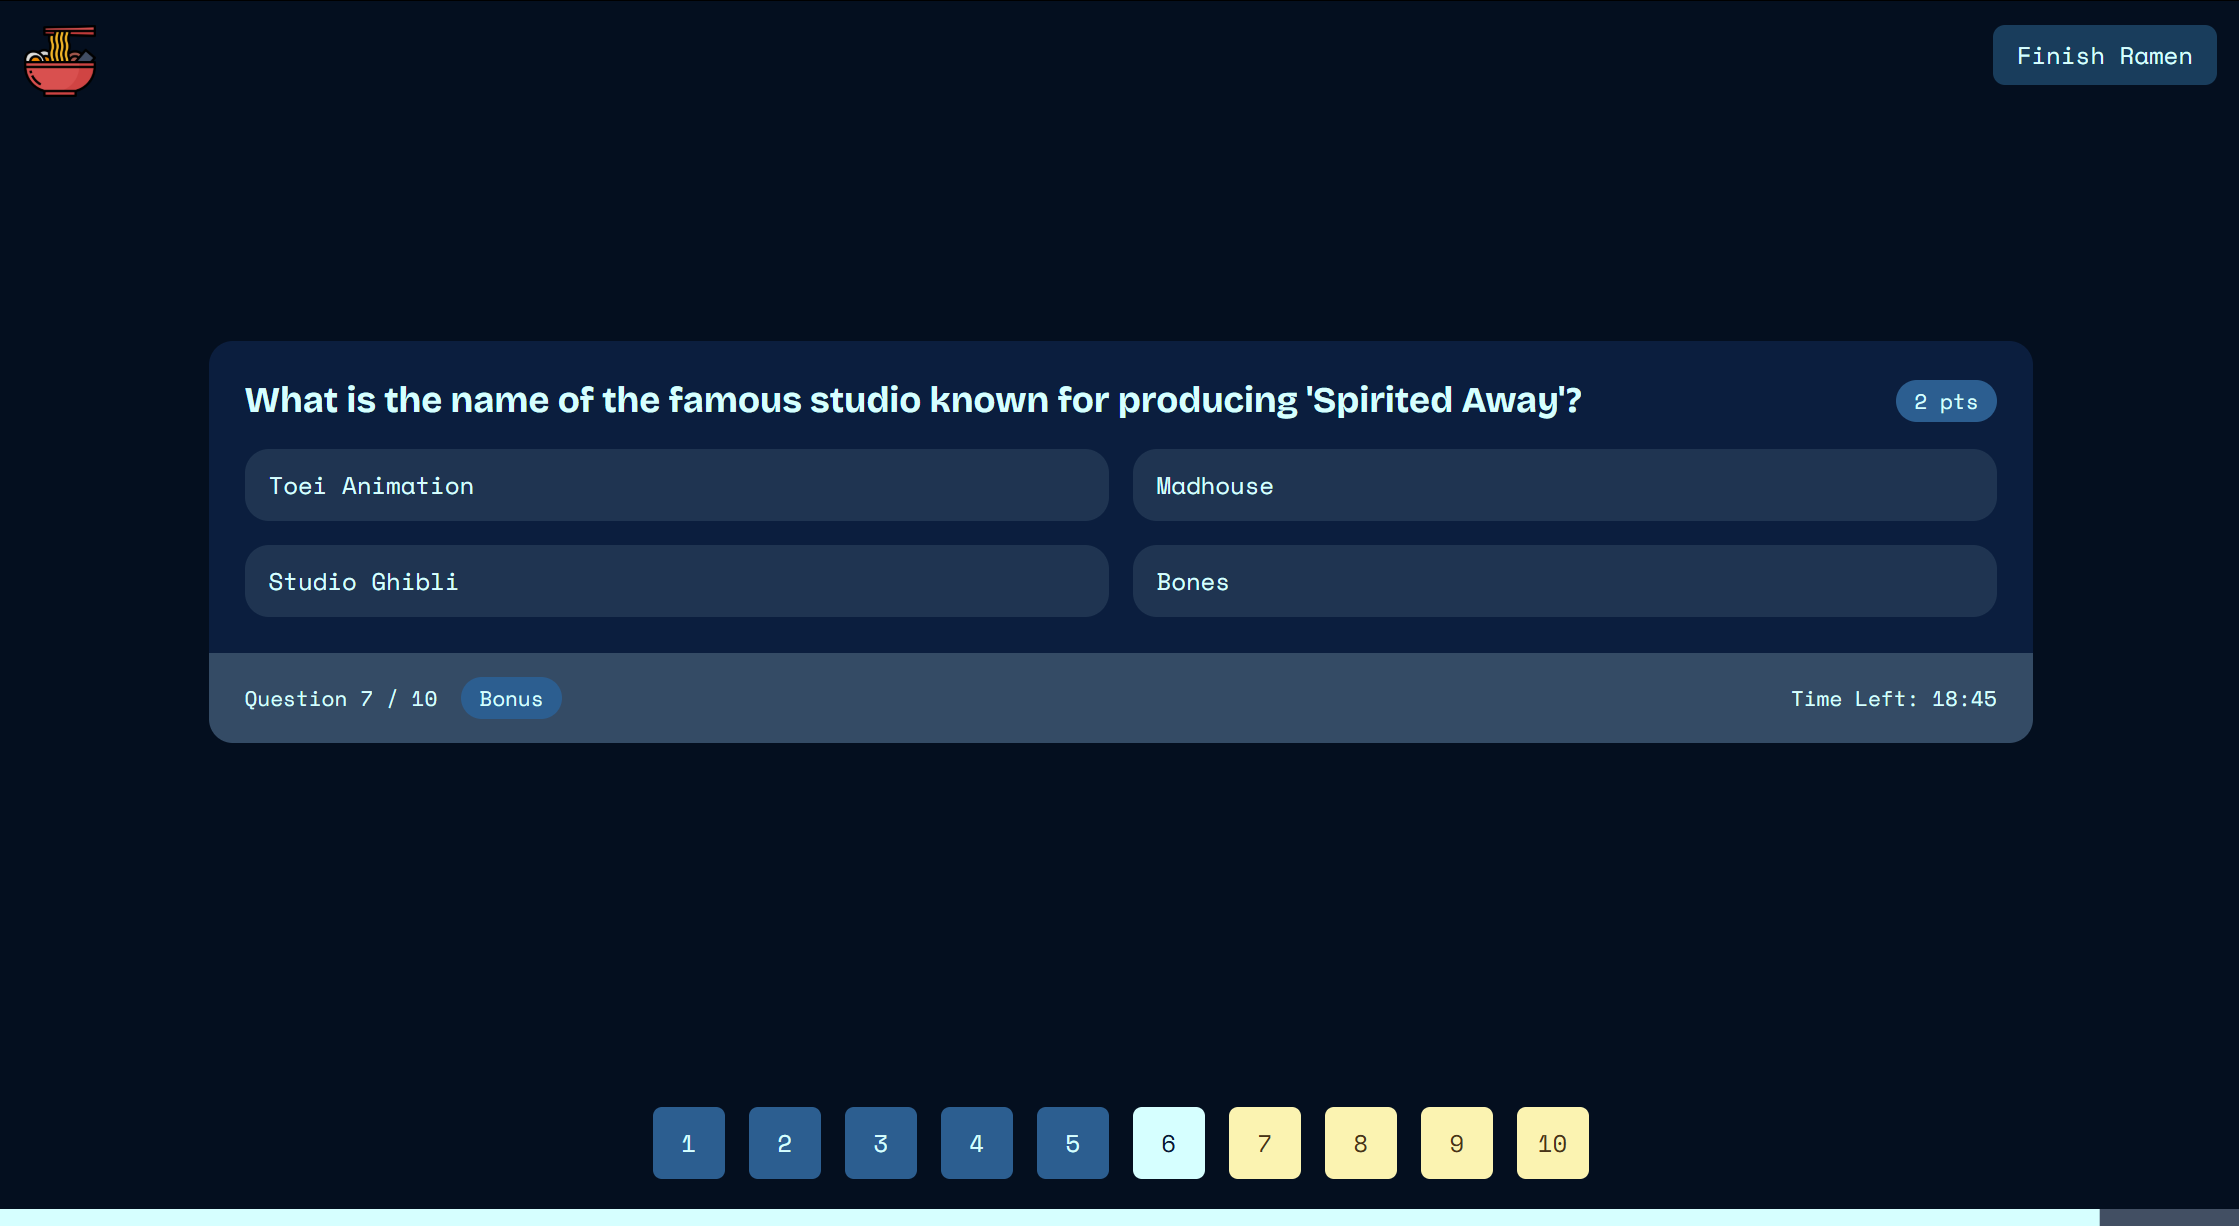 Finish Ramen
What is the name of the famous studio known for producing 'Spirited Away'?
2 pts
Toei Animation
Madhouse
Studio Ghibli
Bones
Question 7 / 10
Bonus
Time Left: 18:45
1 2 3 4 5 6 7 8 9 10